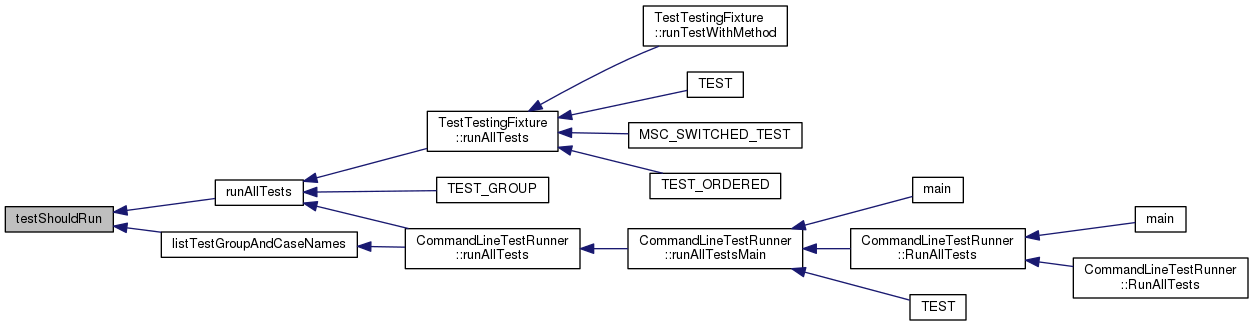 TestTestingFixture
::runTestWithMethod
TEST
TestTestingFixture
::runAllTests
MSC_SWITCHED_TEST
TEST_ORDERED
runAllTests
TEST_GROUP
main
testShouldRun
listTestGroupAndCaseNames
CommandLineTestRunner
::runAllTests
CommandLineTestRunner
::runAllTestsMain
CommandLineTestRunner
::RunAllTests
main
CommandLineTestRunner
::RunAllTests
TEST